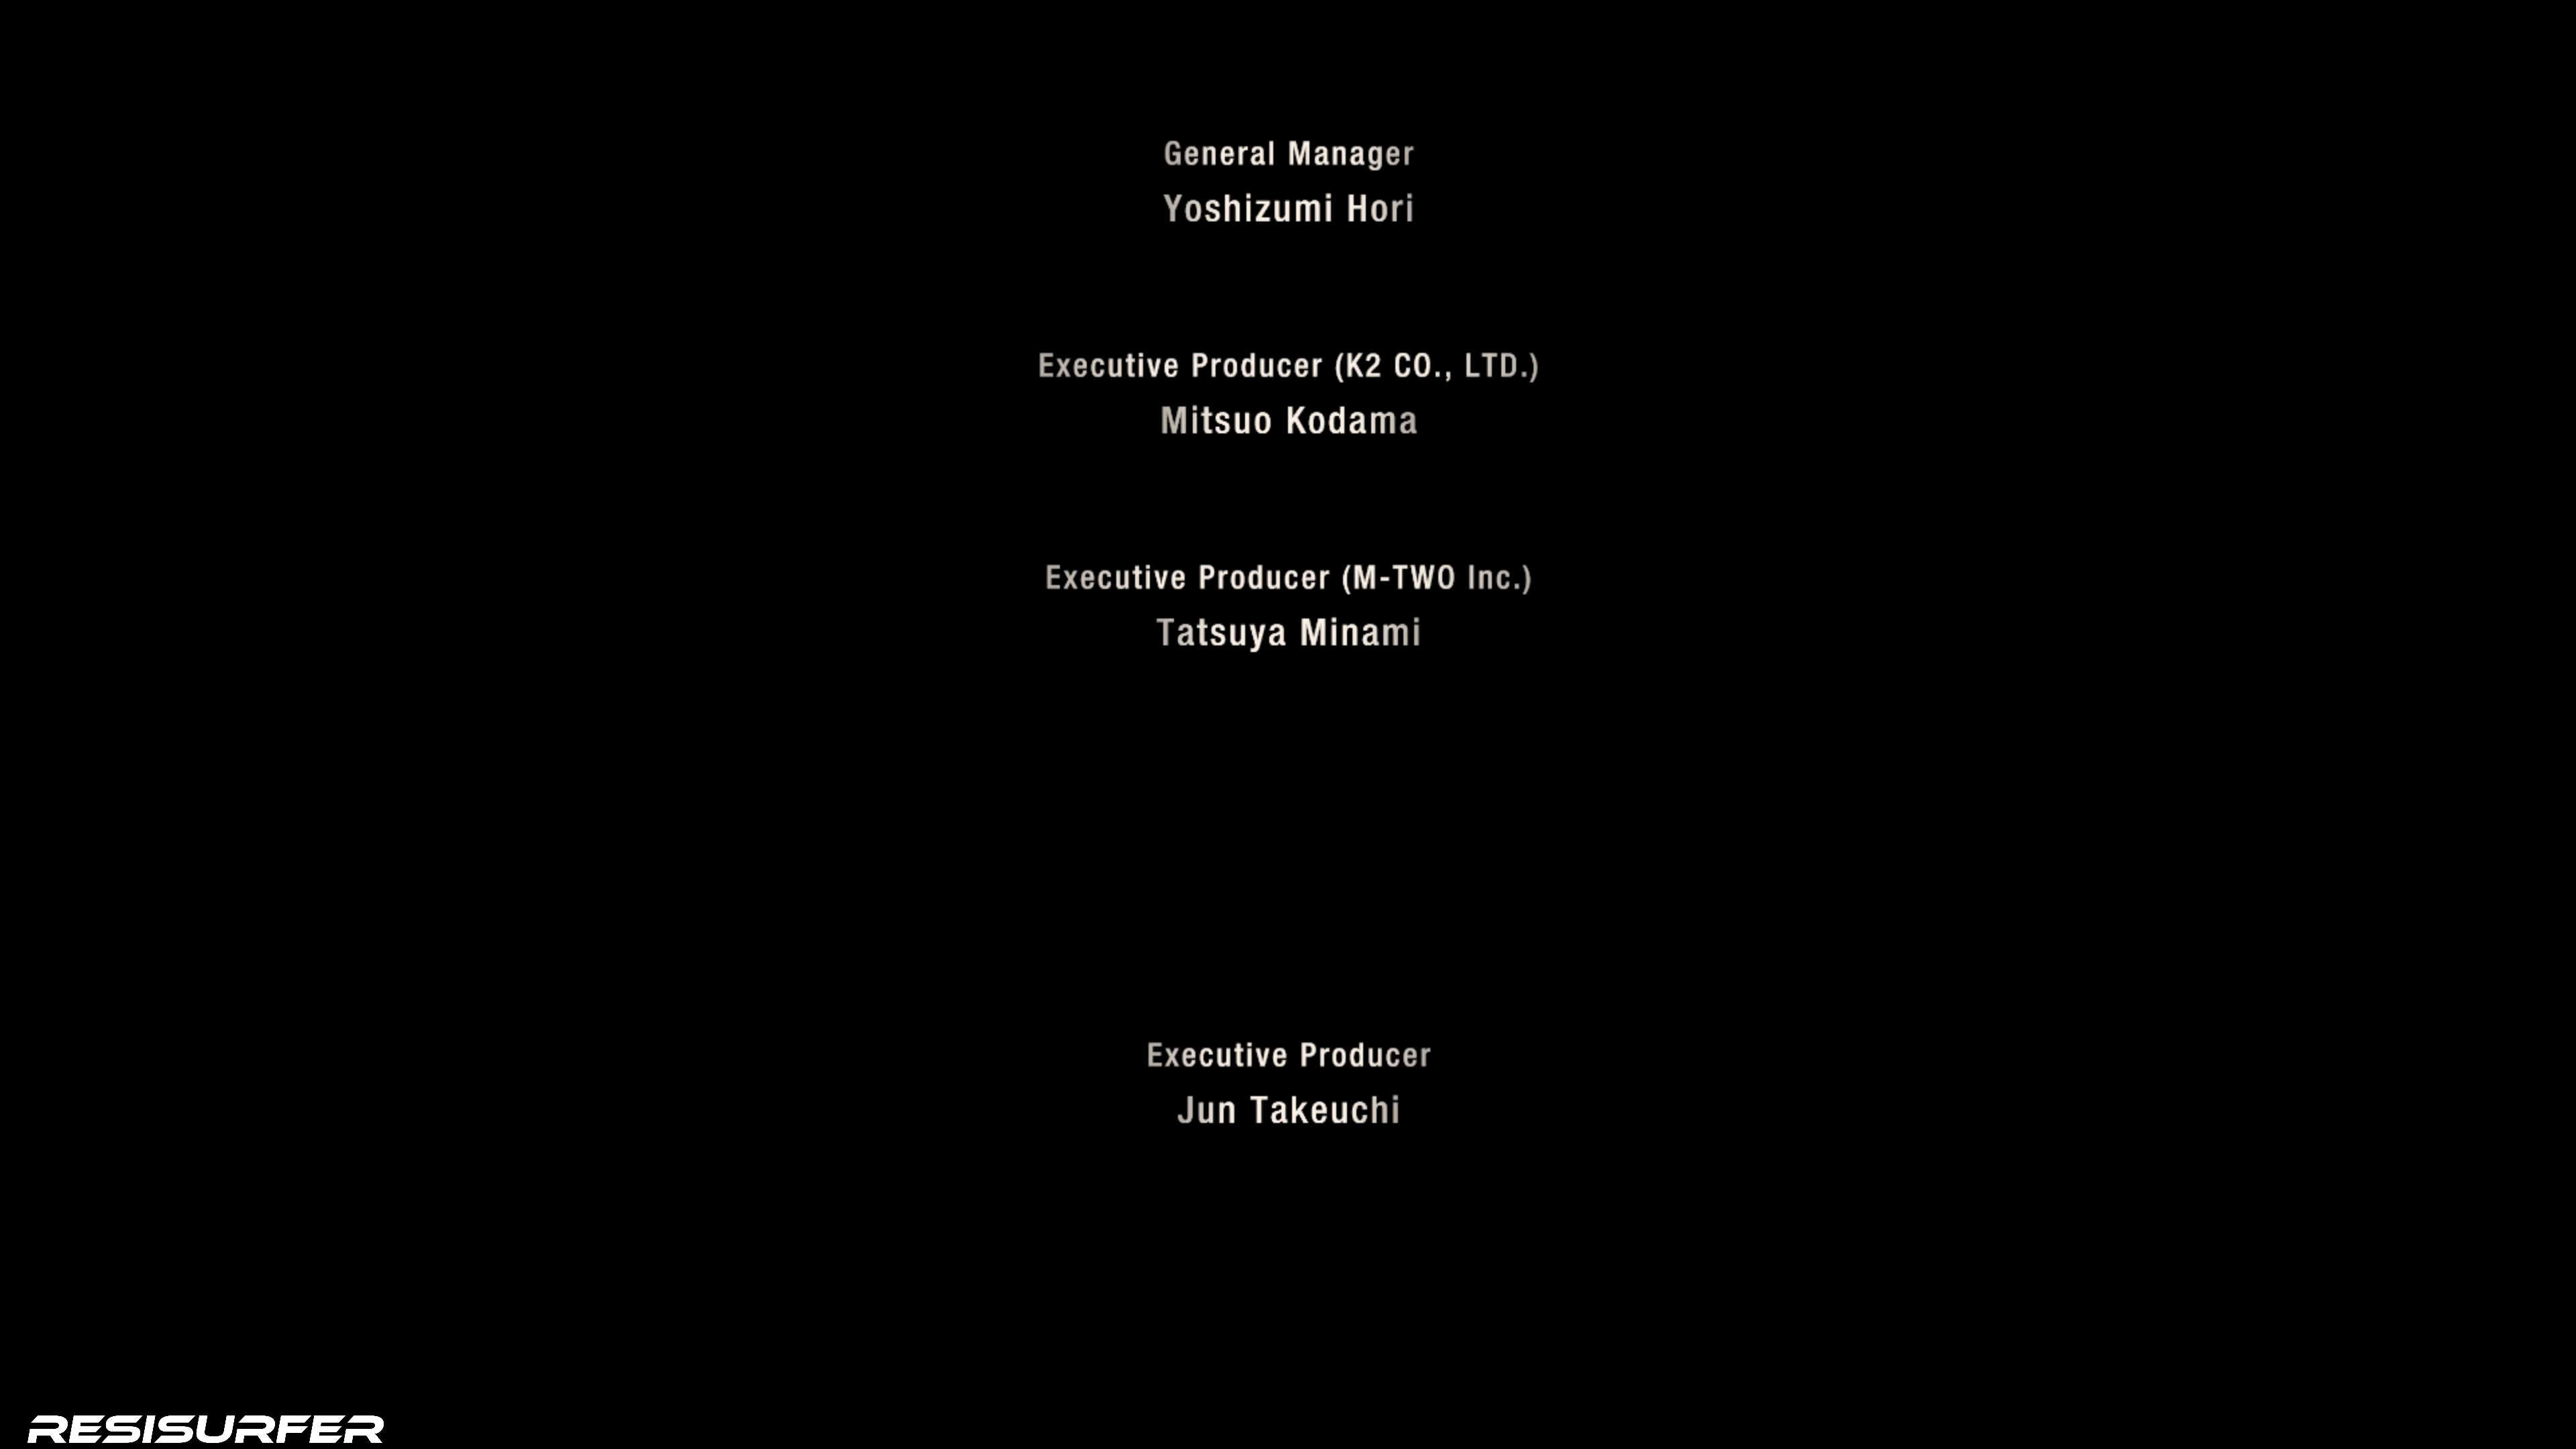 General Manager
Yoshizumi Hori
Executive Producer (K2 CO., LTD.)
Mitsuo Kodama
Executive Producer (M-TWO Inc.)
Tatsuya Minami
Executive Producer
Jun Takeuchi
RESISURFER